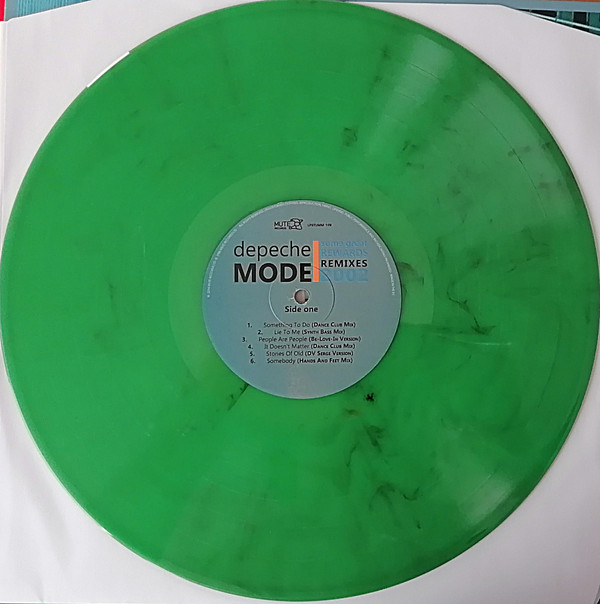 MUTE
depeche
MODE
REWARDS
REMIXES
2002
Side one
1. Something To Do (Dance Club Mix)
2. Lie To Me (Synth Bass Mix)
3. People Are People (Be-Love-In Version)
4. It Doesn't Matter (Dance Club Mix)
5. Stories Of Old (DV Serge Version)
6. Somebody (Hands And Feet Mix)